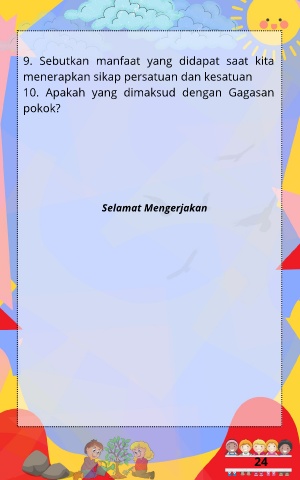 9. Sebutkan manfaat yang didapat saat kita
menerapkan sikap persatuan dan kesatuan
10. Apakah yang dimaksud dengan Gagasan
pokok?
Selamat Mengerjakan
24